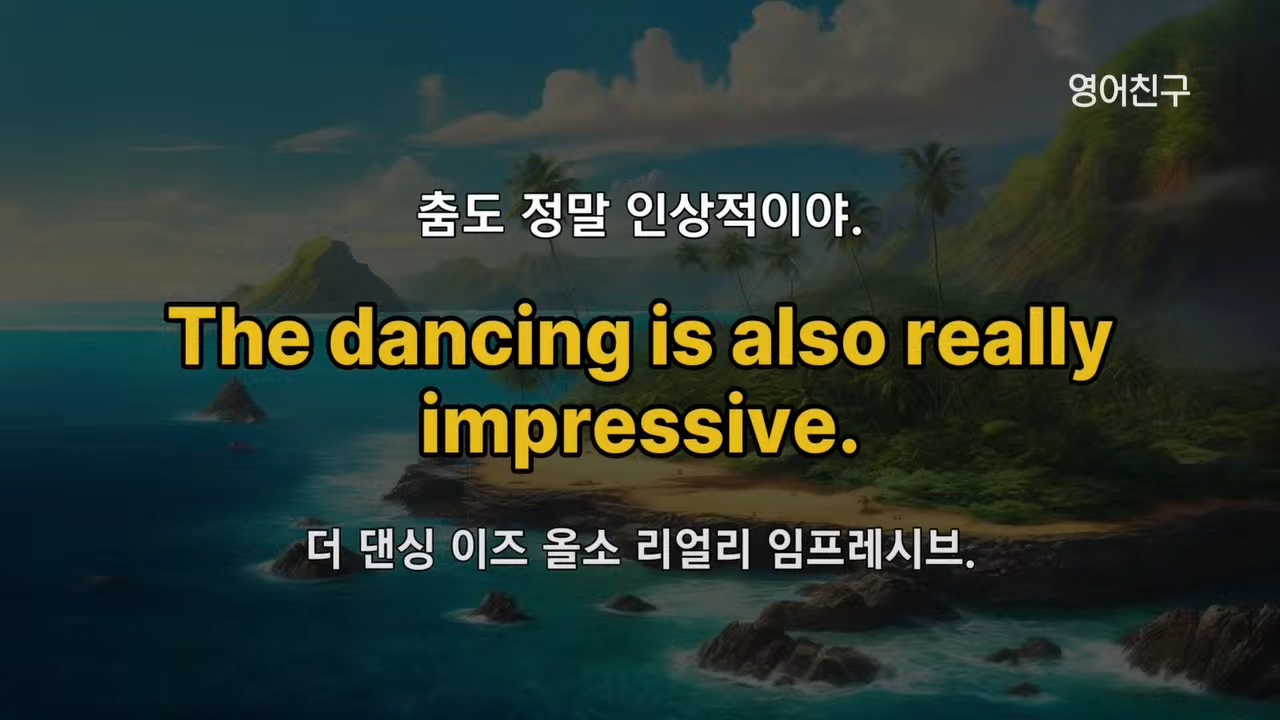 영어친구
춤도 정말 인상적이야.
The dancing is also really
impressive.
더 댄싱 이즈 올소 리얼리 임프레시브.